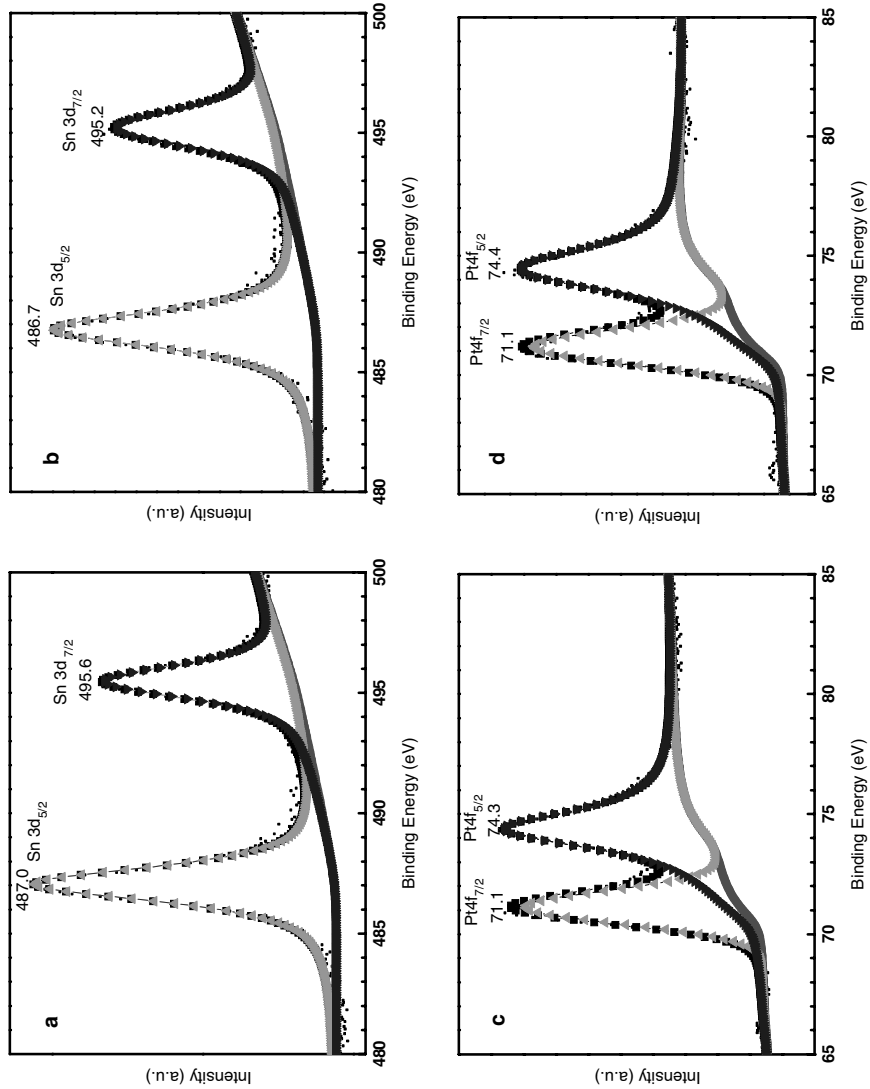 a
Sn 3d5/2
487.0
Sn 3d 7/2
495.6
Intensity (a.u.)
480
485
490
495
500
Binding Energy (eV)
b
486.7
Sn 3d5/2
Sn 3d7/2
495.2
Intensity (a.u.)
480
485
490
495
500
Binding Energy (eV)
c
Pt4f7/2
71.1
Pt4f5/2
74.3
Intensity (a.u.)
65
70
75
80
85
Binding Energy (eV)
d
Pt4f7/2
71.1
Pt4f5/2
74.4
Intensity (a.u.)
65
70
75
80
85
Binding Energy (eV)